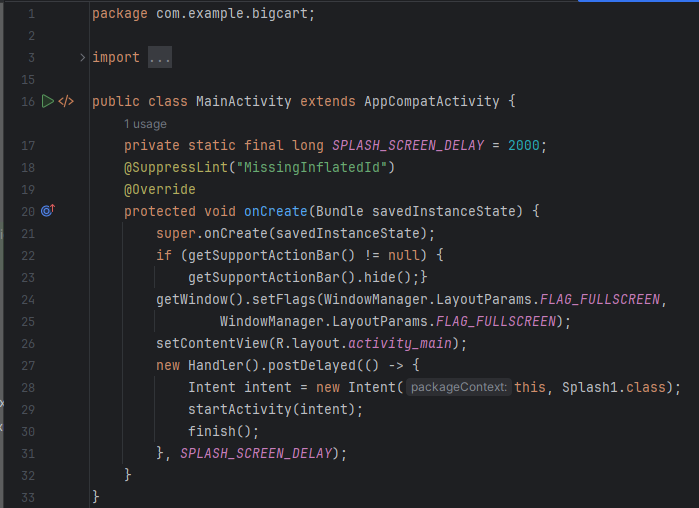 1 package com.example.bigcart;
2
3 import ...
15
16 public class MainActivity extends AppCompatActivity {
1 usage
17 private static final long SPLASH_SCREEN_DELAY = 2000;
18 @SuppressLint("MissingInflatedId")
19 @Override
20 protected void onCreate(Bundle savedInstanceState) {
21 super.onCreate(savedInstanceState);
22 if (getSupportActionBar() != null) {
23 getSupportActionBar().hide();}
24 getWindow().setFlags(WindowManager.LayoutParams.FLAG_FULLSCREEN,
25 WindowManager.LayoutParams.FLAG_FULLSCREEN);
26 setContentView(R.layout.activity_main);
27 new Handler().postDelayed(() -> {
28 Intent intent = new Intent( packageContext: this, Splash1.class);
29 startActivity(intent);
30 finish();
31 }, SPLASH_SCREEN_DELAY);
32 }
33 }